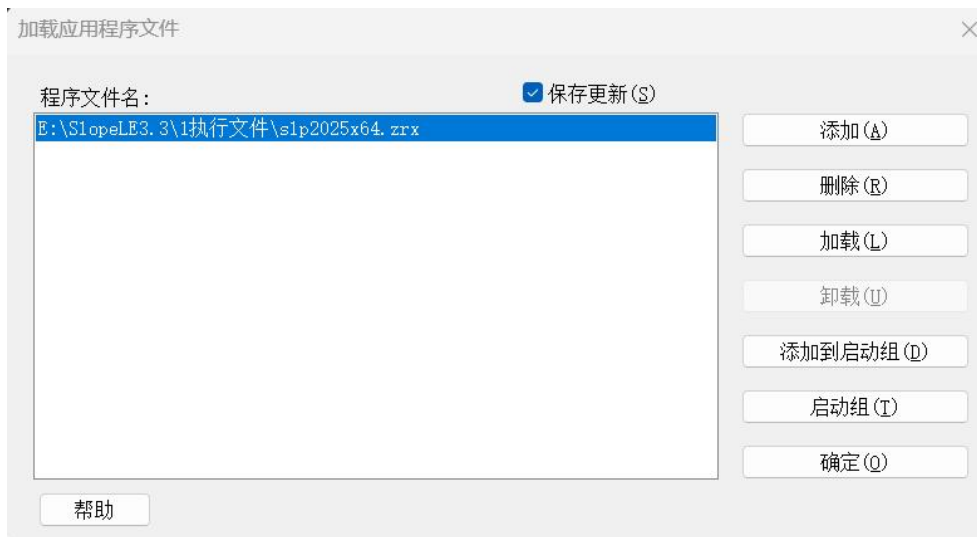 加载应用程序文件
程序文件名:
保存更新(S)
E:\SlopeLE3.3\1执行文件\slp2025x64.zrx
添加(A)
删除(R)
加载(L)
卸载(U)
添加到启动组(D)
启动组(T)
确定(O)
帮助